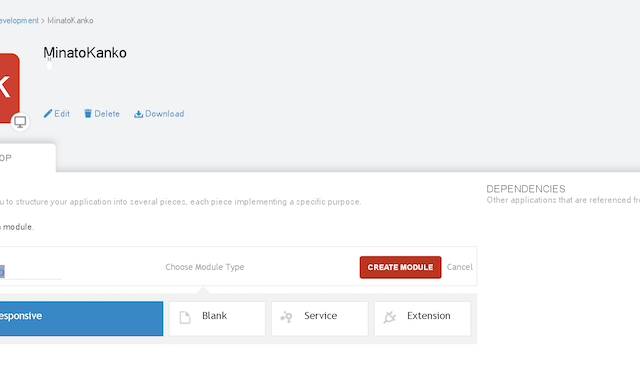 evelopment > MinatoKanko
MinatoKanko
K
Edit Delete Download
OP
DEPENDENCIES
u to structure your application into several pieces, each piece implementing a specific purpose.
Other applications that are referenced fr
module.
Choose Module Type
CREATE MODULE
Cancel
esponsive
Blank
Service
Extension